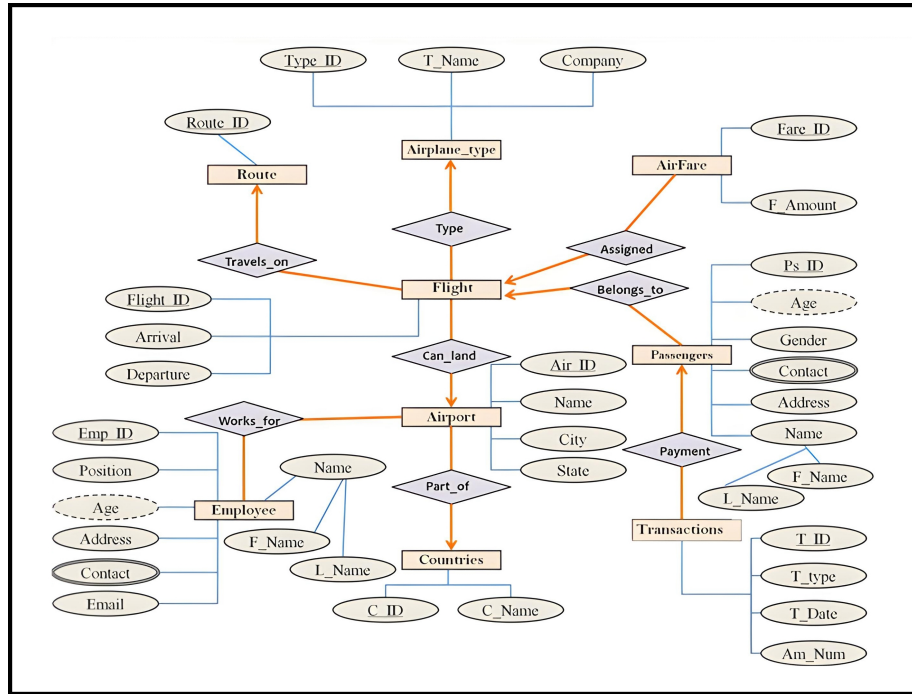 Type_ID
T_Name
Company
Route_ID
Fare_ID
Airplane_type
AirFare
Route
F_Amount
Type
Assigned
Travels_on
Ps_ID
Flight
Belongs_to
Flight_ID
Age
Arrival
Gender
Can_land
Passengers
Air_ID
Departure
Contact
Name
Address
Works_for
Airport
Emp_ID
Name
City
Payment
Position
Name
State
F_Name
Part_of
L_Name
Age
Employee
Transactions
Address
F_Name
T_ID
Countries
L_Name
Contact
T_type
Email
C_ID
C_Name
T_Date
Am_Num